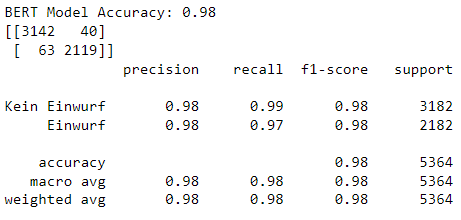 BERT Model Accuracy: 0.98
[[3142   40]
 [  63 2119]]
              precision    recall  f1-score   support

Kein Einwurf       0.98      0.99      0.98      3182
     Einwurf       0.98      0.97      0.98      2182

    accuracy                           0.98      5364
   macro avg       0.98      0.98      0.98      5364
weighted avg       0.98      0.98      0.98      5364